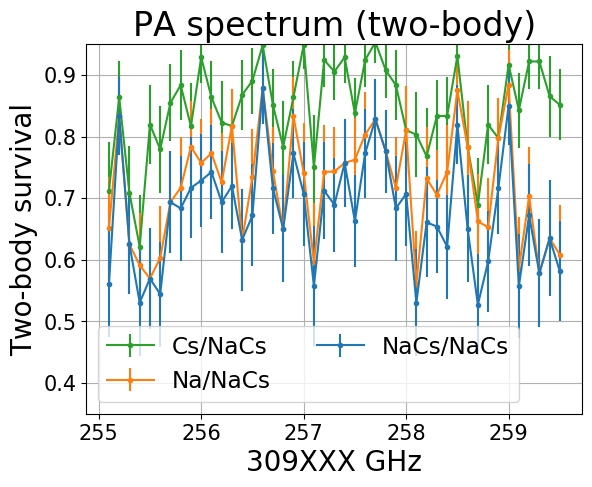 PA spectrum (two-body)
Two-body survival
0.9
0.8
0.7
0.6
0.5
0.4
Cs/NaCs
NaCs/NaCs
Na/NaCs
255
256
257
258
259
309XXX GHz